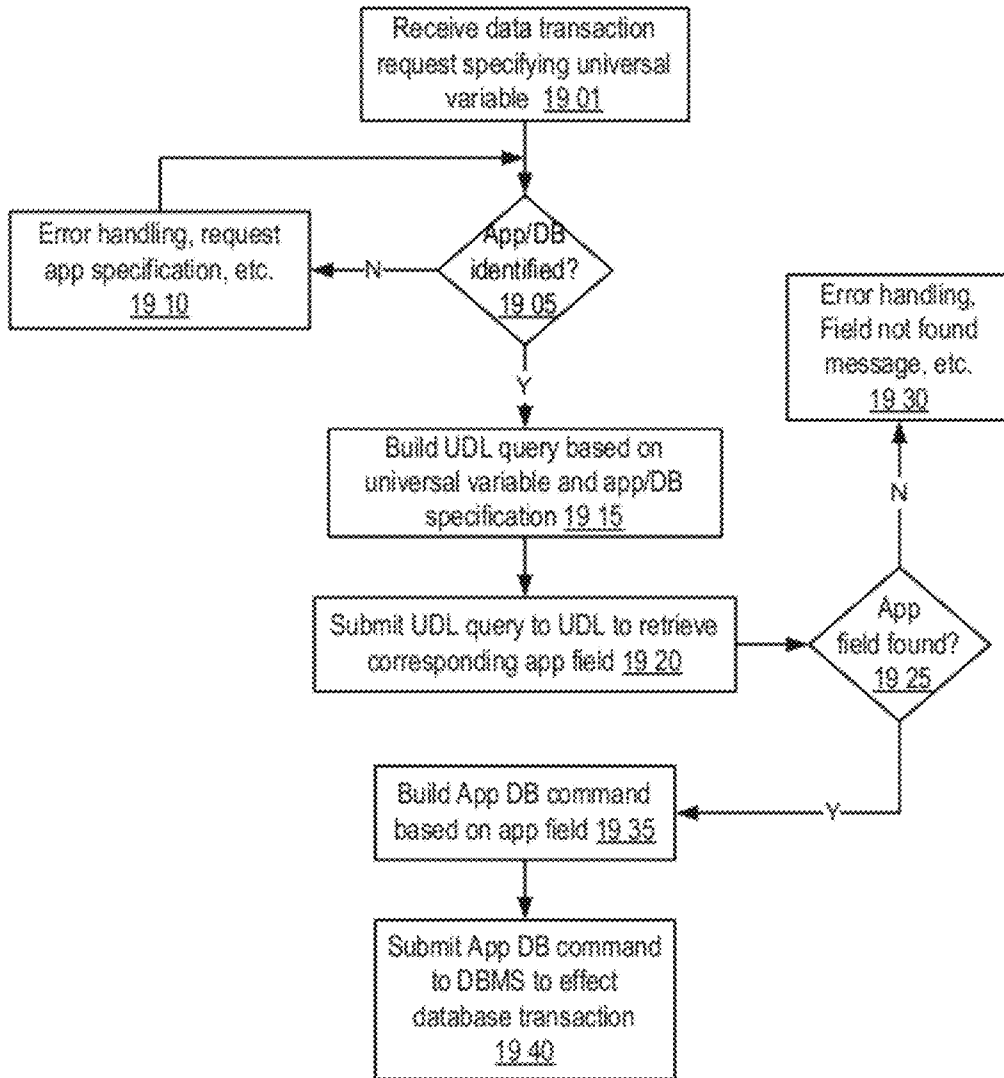 Receive data transaction
request specifying universal
variable 19 01
Error handling, request
app specification, etc.
19 10
N
App/DB
identified?
19 05
Y
Error handling,
Field not found
message, etc.
19 30
Build UDL query based on
universal variable and app/DB
specification 19 15
N
Submit UDL query to UDL to retrieve
corresponding app field 19 20
App
field found?
19 25
Build App DB command
based on app field 19 35
Y
Submit App DB command
to DBMS to effect
database transaction
19 40